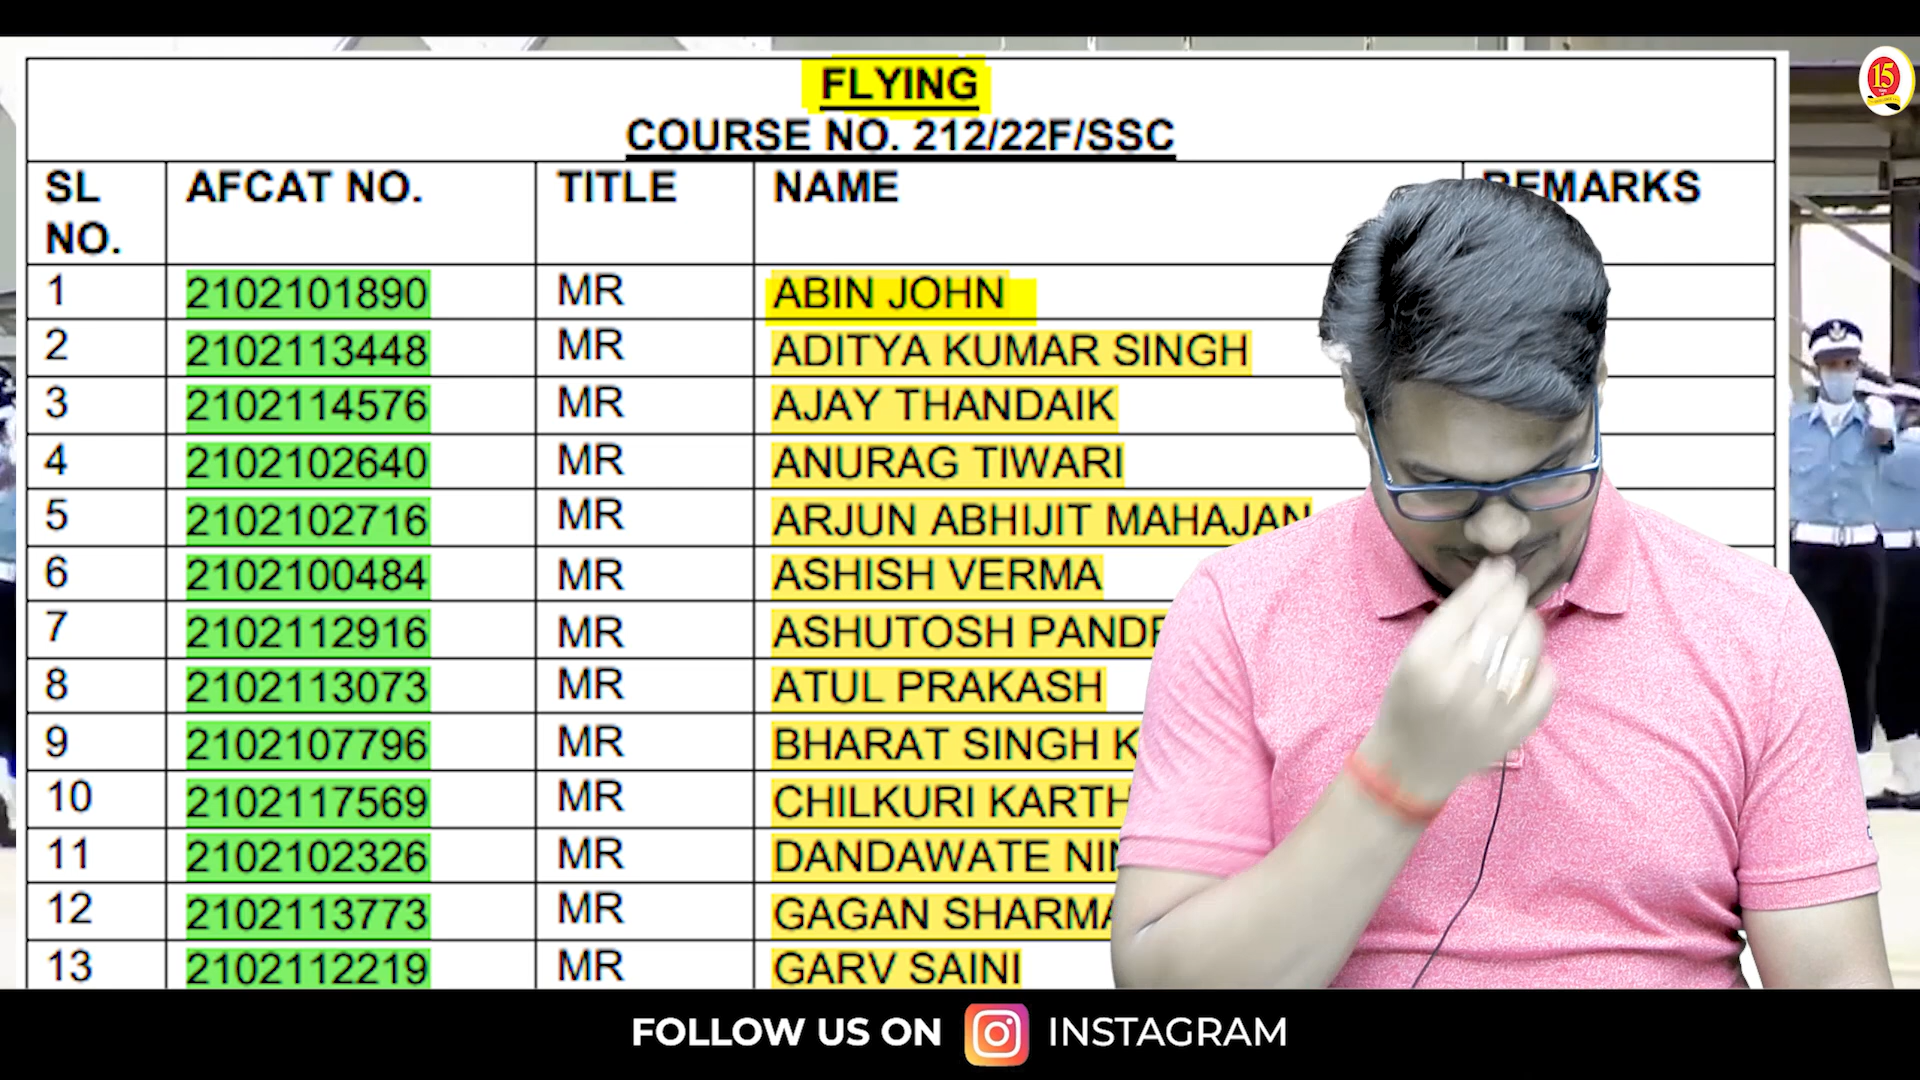 FLYING
COURSE NO. 212/22F/SSC
SL NO. AFCAT NO. TITLE NAME REMARKS
1 2102101890 MR ABIN JOHN
2 2102113448 MR ADITYA KUMAR SINGH
3 2102114576 MR AJAY THANDAIK
4 2102102640 MR ANURAG TIWARI
5 2102102716 MR ARJUN ABHIJIT MAHAJAN
6 2102100484 MR ASHISH VERMA
7 2102112916 MR ASHUTOSH
8 2102113073 MR ATUL PRAKASH
9 2102107796 MR BHARAT SINGH
10 2102117569 MR CHILKURI
11 2102102326 MR DANDAWATE
12 2102113773 MR GAGAN SHARMA
13 2102112219 MR GARV SAINI
15
FOLLOW US ON INSTAGRAM